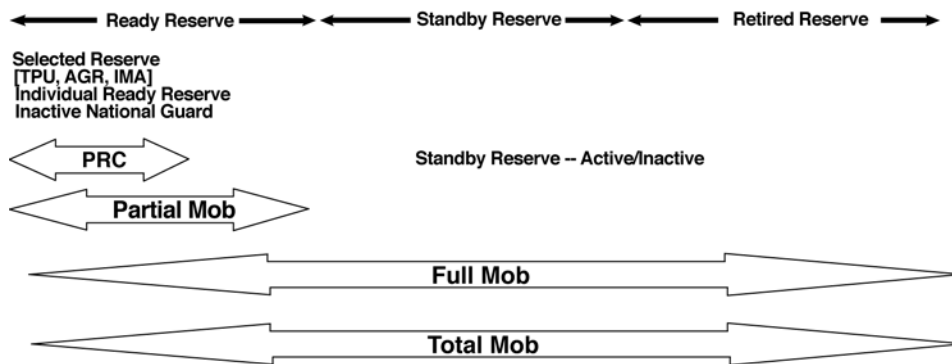 Ready Reserve Standby Reserve Retired Reserve
Selected Reserve
[TPU, AGR, IMA]
Individual Ready Reserve
Inactive National Guard
PRC
Standby Reserve -- Active/Inactive
Partial Mob
Full Mob
Total Mob